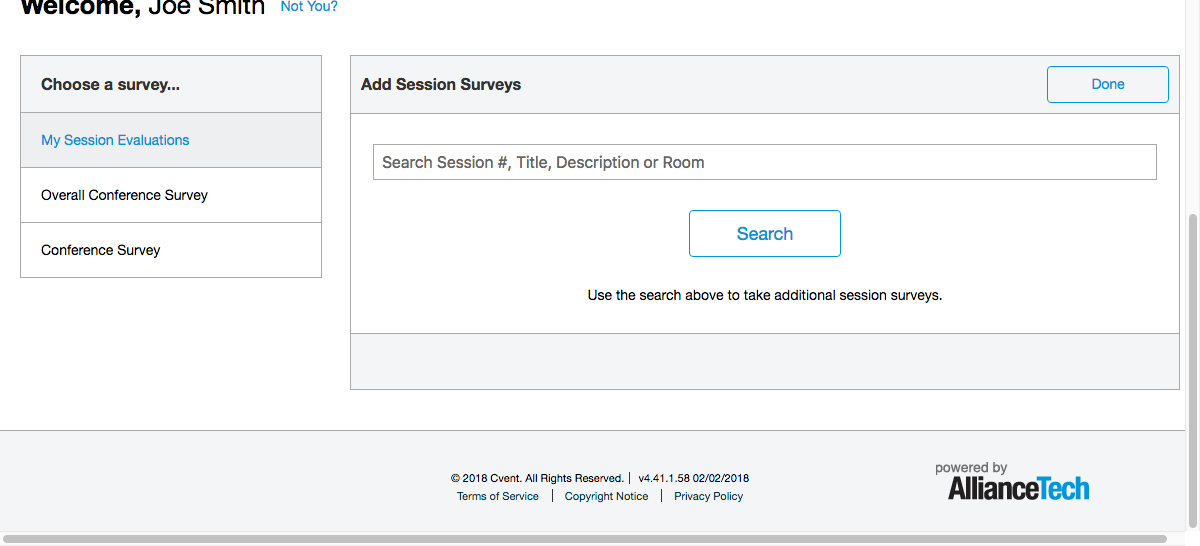 Welcome, Joe Smith Not You?
Choose a survey...
My Session Evaluations
Overall Conference Survey
Conference Survey
Add Session Surveys
Done
Search Session #, Title, Description or Room
Search
Use the search above to take additional session surveys.
© 2018 Cvent. All Rights Reserved. | v4.41.1.58 02/02/2018
Terms of Service | Copyright Notice | Privacy Policy
powered by
AllianceTech